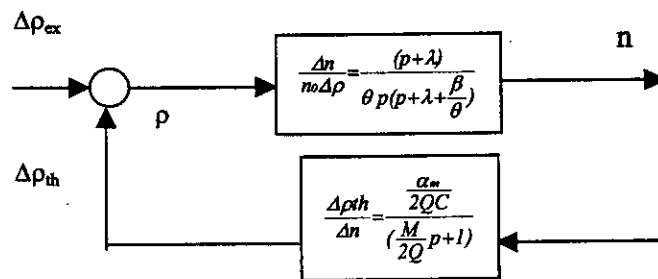 Δρex
n
Δn/n₀Δρ = (p+λ)/θ p(p+λ+β/θ)
ρ
Δρth
Δρth/Δn = (αm/2QC)/((M/2Q)p+1)